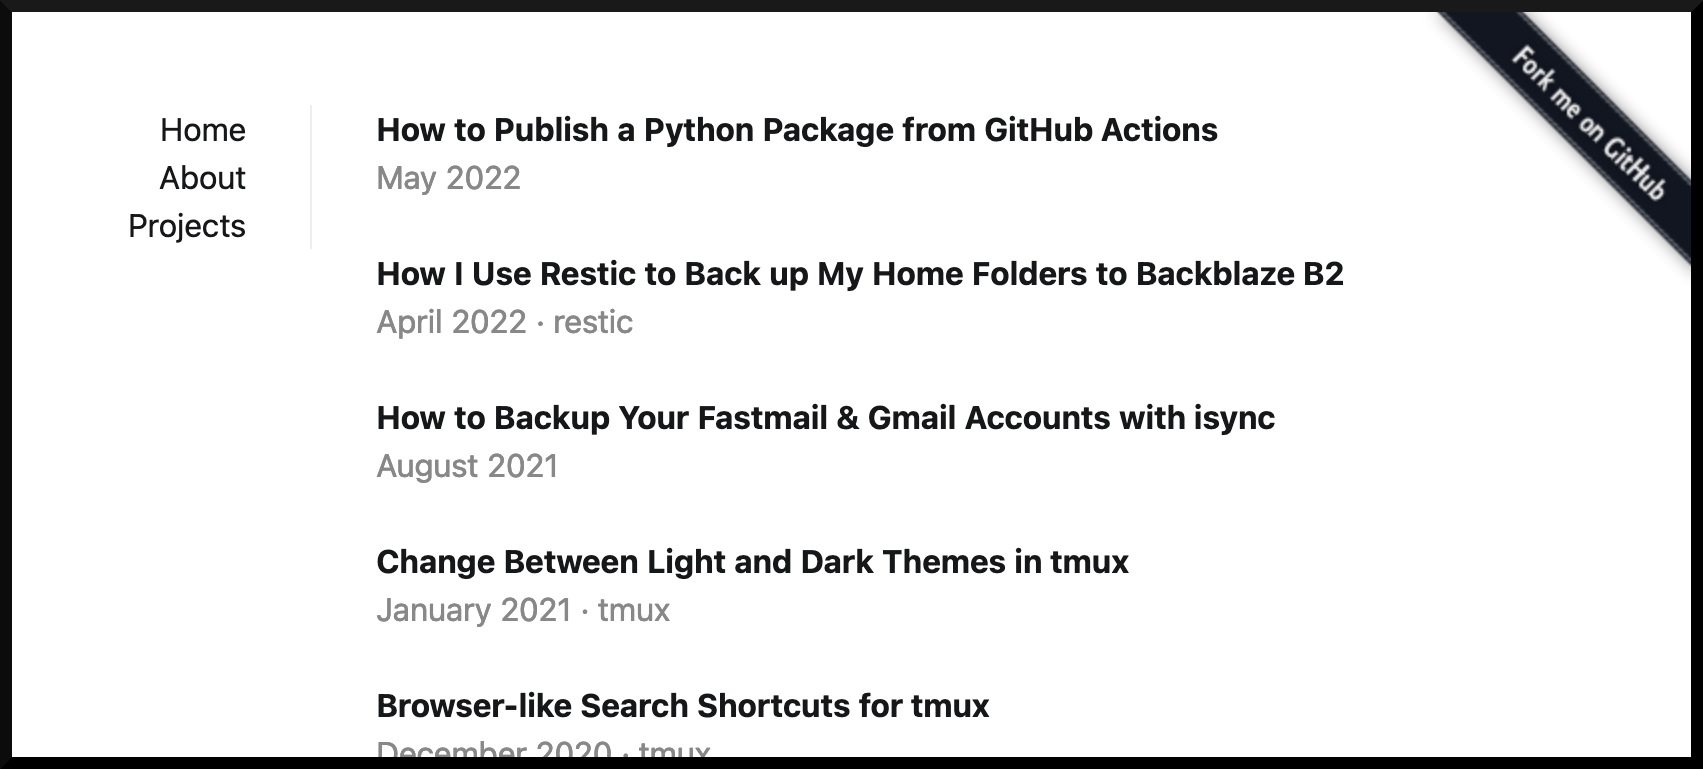 Home
About
Projects
How to Publish a Python Package from GitHub Actions
May 2022
How I Use Restic to Back up My Home Folders to Backblaze B2
April 2022 · restic
How to Backup Your Fastmail & Gmail Accounts with isync
August 2021
Change Between Light and Dark Themes in tmux
January 2021 · tmux
Browser-like Search Shortcuts for tmux
December 2020 · tmux
Fork me on GitHub